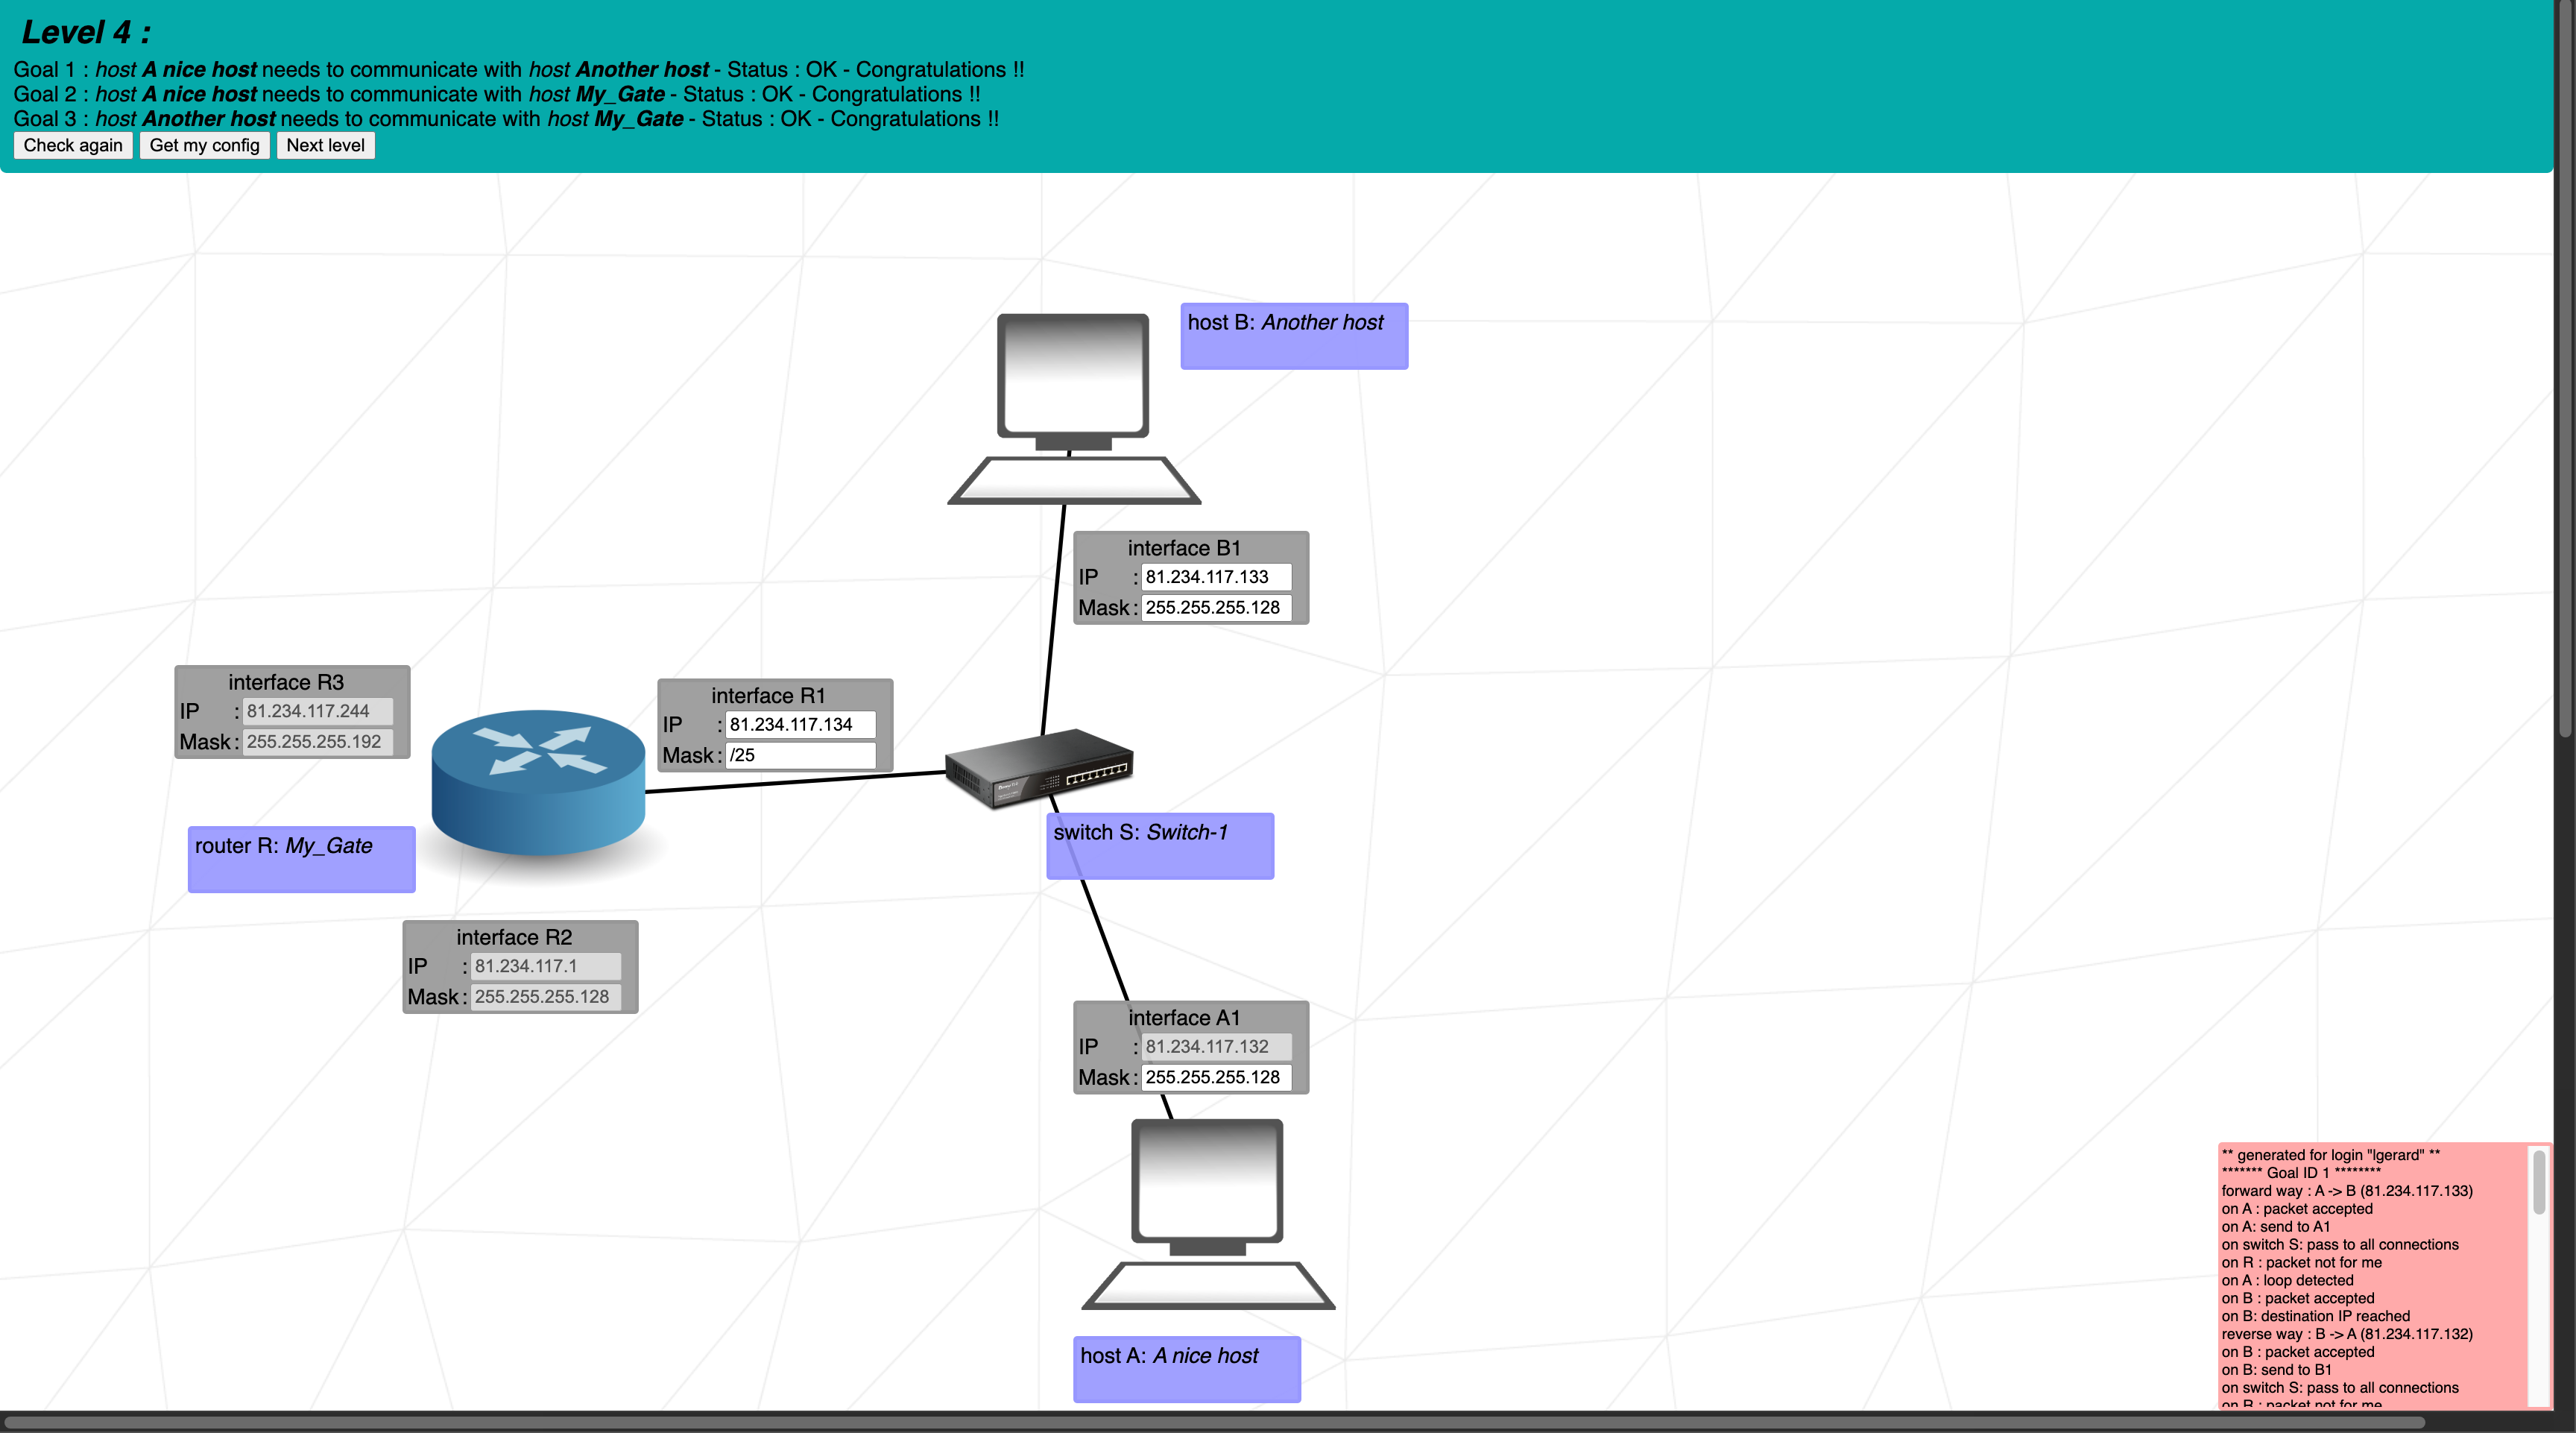 Level 4 :
Goal 1 : host A nice host needs to communicate with host Another host - Status : OK - Congratulations !!
Goal 2 : host A nice host needs to communicate with host My_Gate - Status : OK - Congratulations !!
Goal 3 : host Another host needs to communicate with host My_Gate - Status : OK - Congratulations !!
Check again Get my config Next level
host B: Another host
interface B1
IP : 81.234.117.133
Mask : 255.255.255.128
interface R3
IP : 81.234.117.244
Mask : 255.255.255.192
interface R1
IP : 81.234.117.134
Mask : /25
router R: My_Gate
switch S: Switch-1
interface R2
IP : 81.234.117.1
Mask : 255.255.255.128
interface A1
IP : 81.234.117.132
Mask : 255.255.255.128
host A: A nice host
** generated for login "lgerard" **
******* Goal ID 1 ********
forward way : A -> B (81.234.117.133)
on A : packet accepted
on A: send to A1
on switch S: pass to all connections
on R : packet not for me
on A : loop detected
on B : packet accepted
on B: destination IP reached
reverse way : B -> A (81.234.117.132)
on B : packet accepted
on B: send to B1
on switch S: pass to all connections
on R : packet not for me